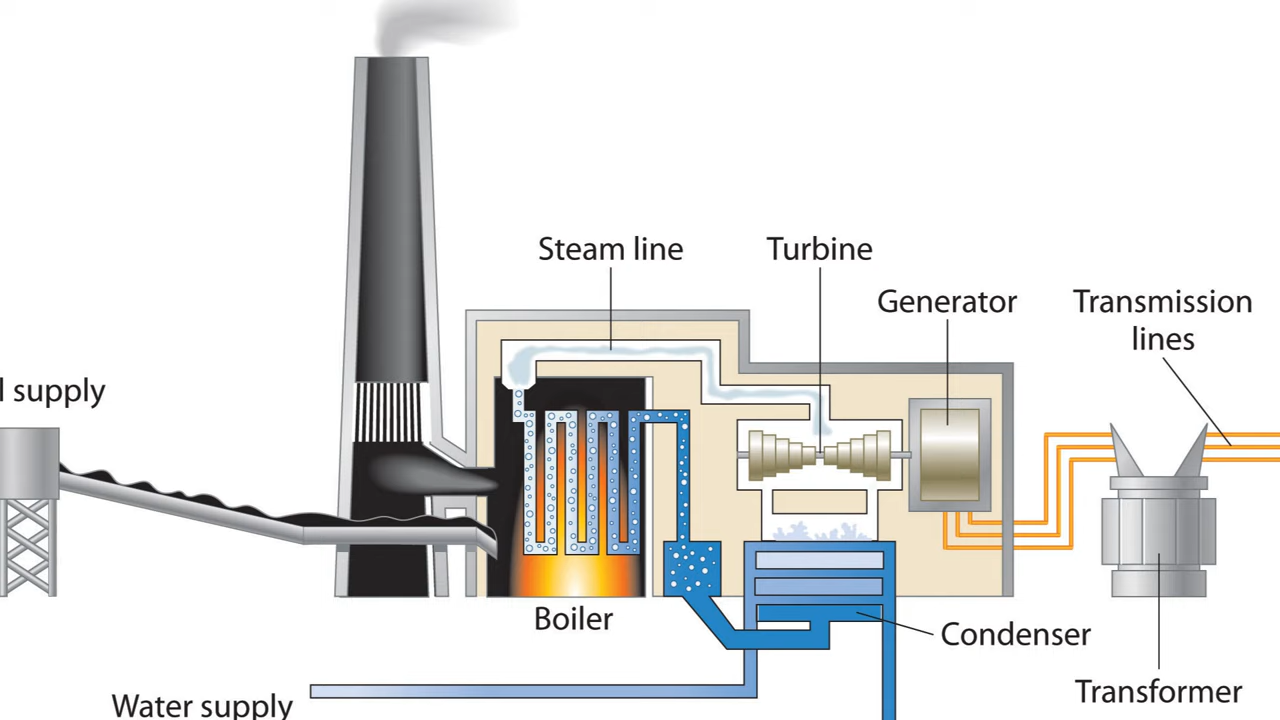 Steam line
Turbine
Generator
Transmission
lines
l supply
Boiler
Condenser
Transformer
Water supply